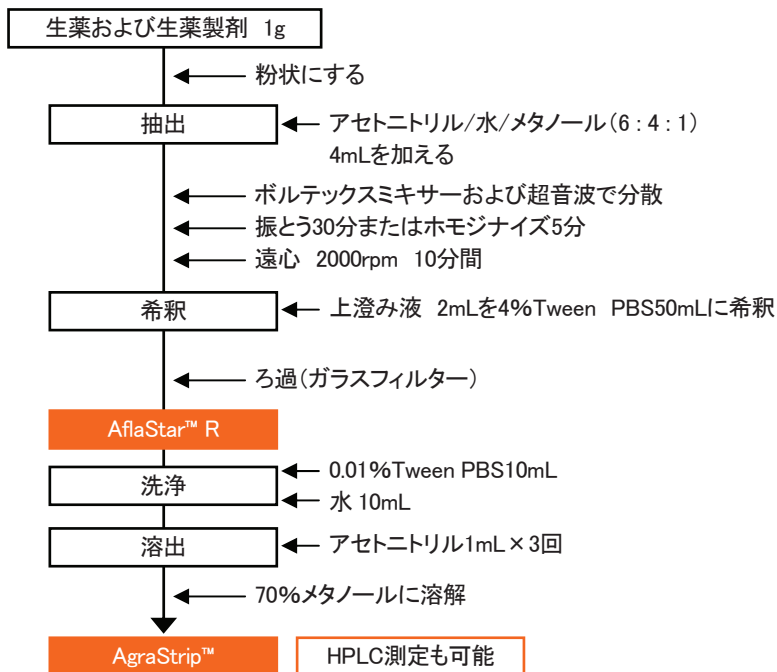 生薬および生薬製剤 1g
粉状にする
抽出
アセトニトリル/水/メタノール(6:4:1)
4mLを加える
ボルテックスミキサーおよび超音波で分散
振とう30分またはホモジナイズ5分
遠心 2000rpm 10分間
希釈
上澄み液 2mLを4%Tween PBS50mLに希釈
ろ過(ガラスフィルター)
AflaStar™ R
洗浄
0.01%Tween PBS10mL
水 10mL
溶出
アセトニトリル1mL×3回
70%メタノールに溶解
AgraStrip™
HPLC測定も可能